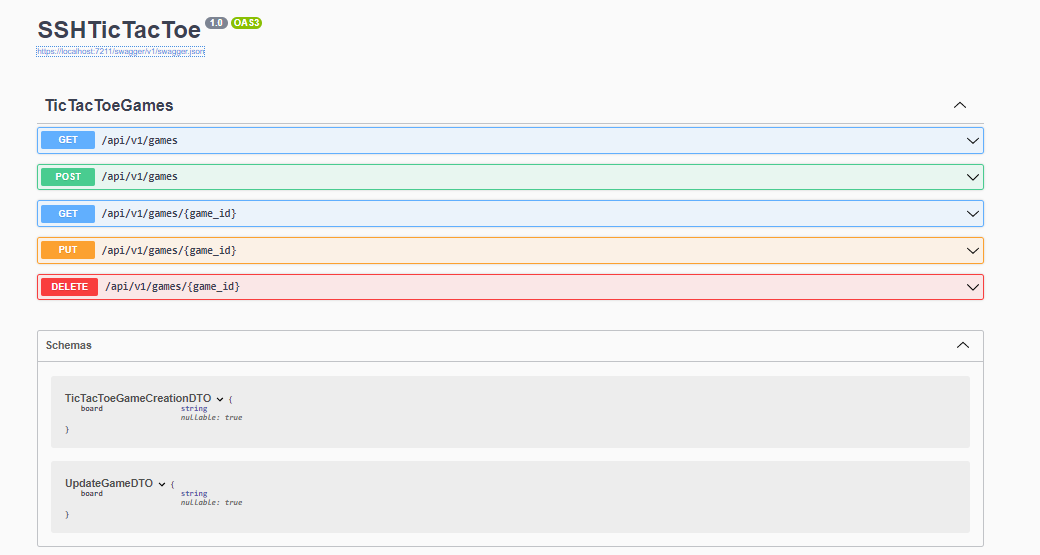 SSHTicTacToe 1.0 OAS3
https://localhost:7211/swagger/v1/swagger.json
TicTacToeGames
GET /api/v1/games
POST /api/v1/games
GET /api/v1/games/{game_id}
PUT /api/v1/games/{game_id}
DELETE /api/v1/games/{game_id}
Schemas
TicTacToeGameCreationDTO {
board string
nullable: true
}
UpdateGameDTO {
board string
nullable: true
}